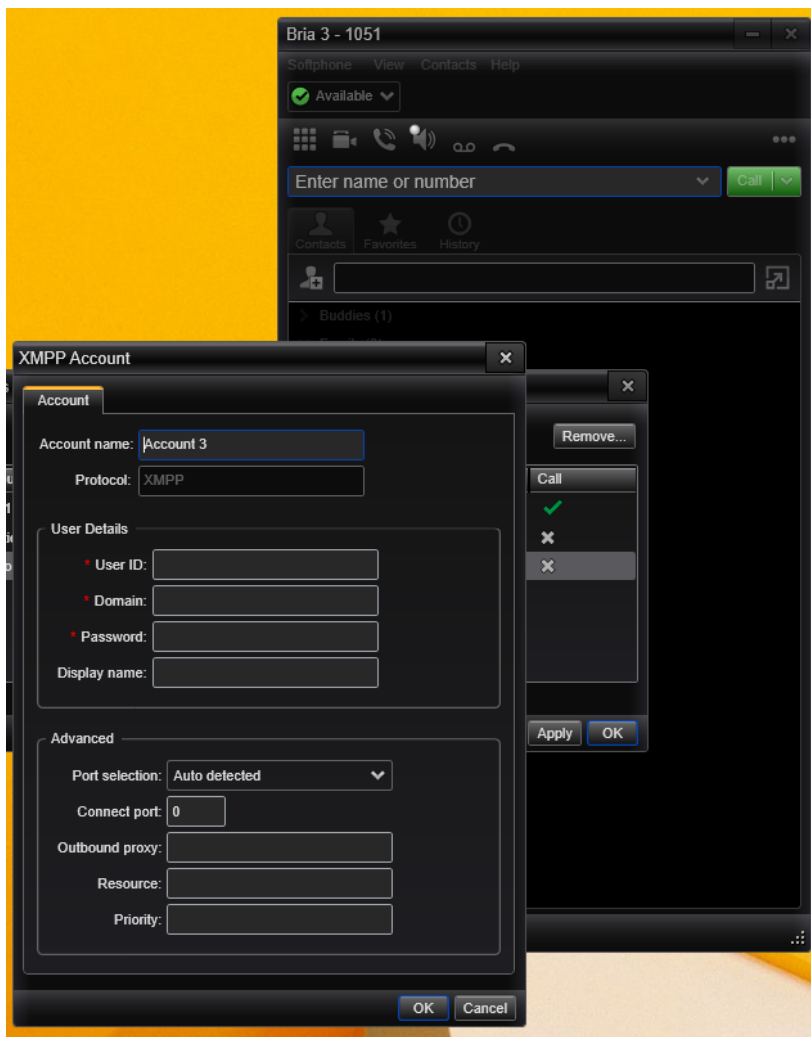 Bria 3 - 1051
Softphone View Contacts Help
Available
Enter name or number
Call
Contacts Favorites History
Buddies (1)
XMPP Account
Account
Account name: Account 3
Protocol: XMPP
User Details
* User ID:
* Domain:
* Password:
Display name:
Advanced
Port selection: Auto detected
Connect port: 0
Outbound proxy:
Resource:
Priority:
OK Cancel
Remove...
Call
Apply OK